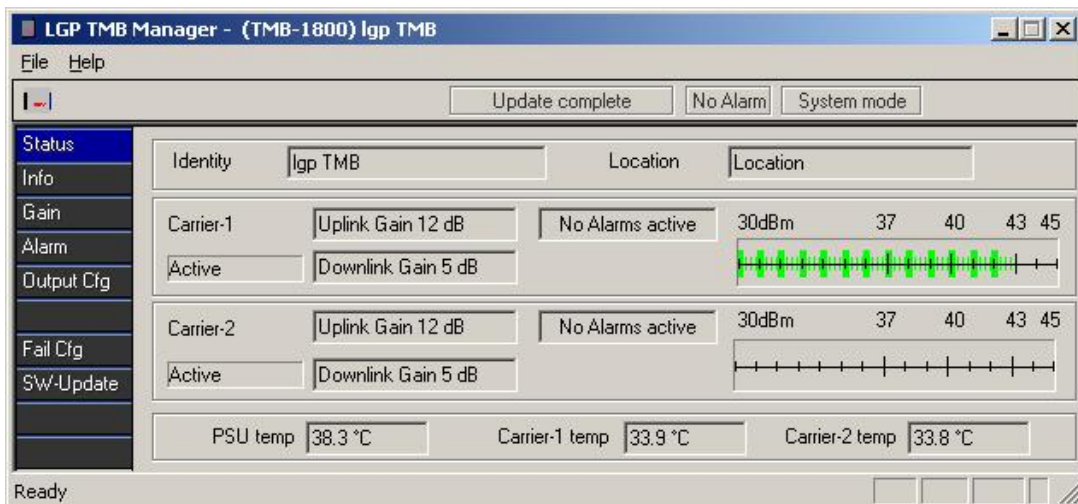 LGP TMB Manager - (TMB-1800) lgp TMB
File Help
Update complete No Alarm System mode
Status
Info
Gain
Alarm
Output Cfg
Fail Cfg
SW-Update
Identity lgp TMB Location Location
Carrier-1 Uplink Gain 12 dB No Alarms active 30dBm 37 40 43 45
Active Downlink Gain 5 dB
Carrier-2 Uplink Gain 12 dB No Alarms active 30dBm 37 40 43 45
Active Downlink Gain 5 dB
PSU temp 38.3 °C Carrier-1 temp 33.9 °C Carrier-2 temp 33.8 °C
Ready